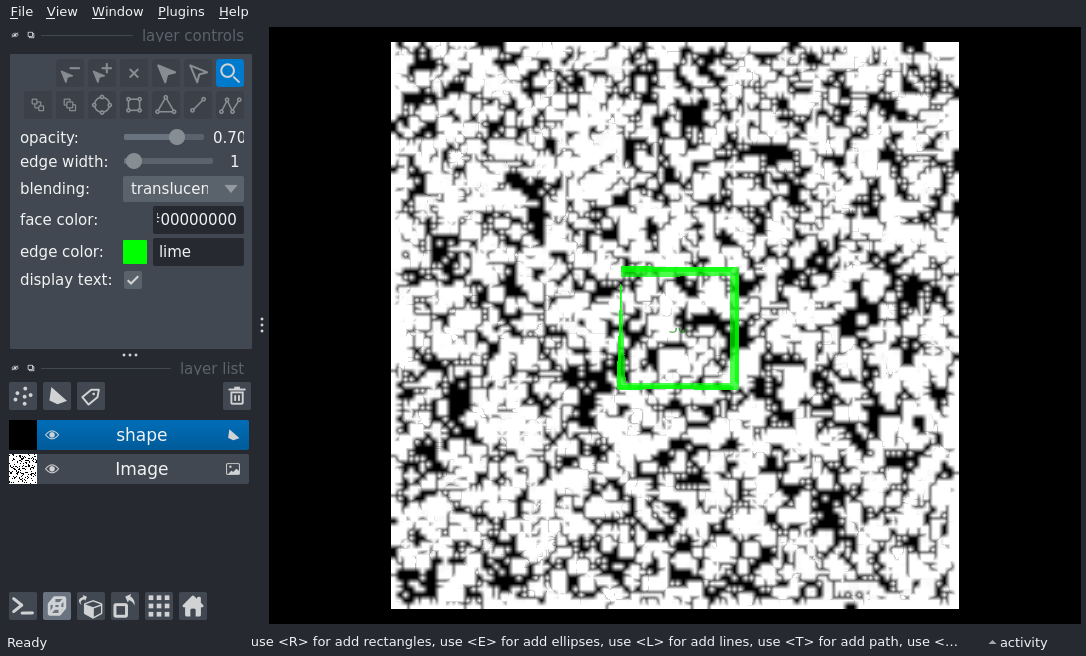 File View Window Plugins Help
layer controls
opacity: 0.70
edge width: 1
blending: translucen
face color: 00000000
edge color: lime
display text:
layer list
shape
Image
Ready
use <R> for add rectangles, use <E> for add ellipses, use <L> for add lines, use <T> for add path, use <...
activity